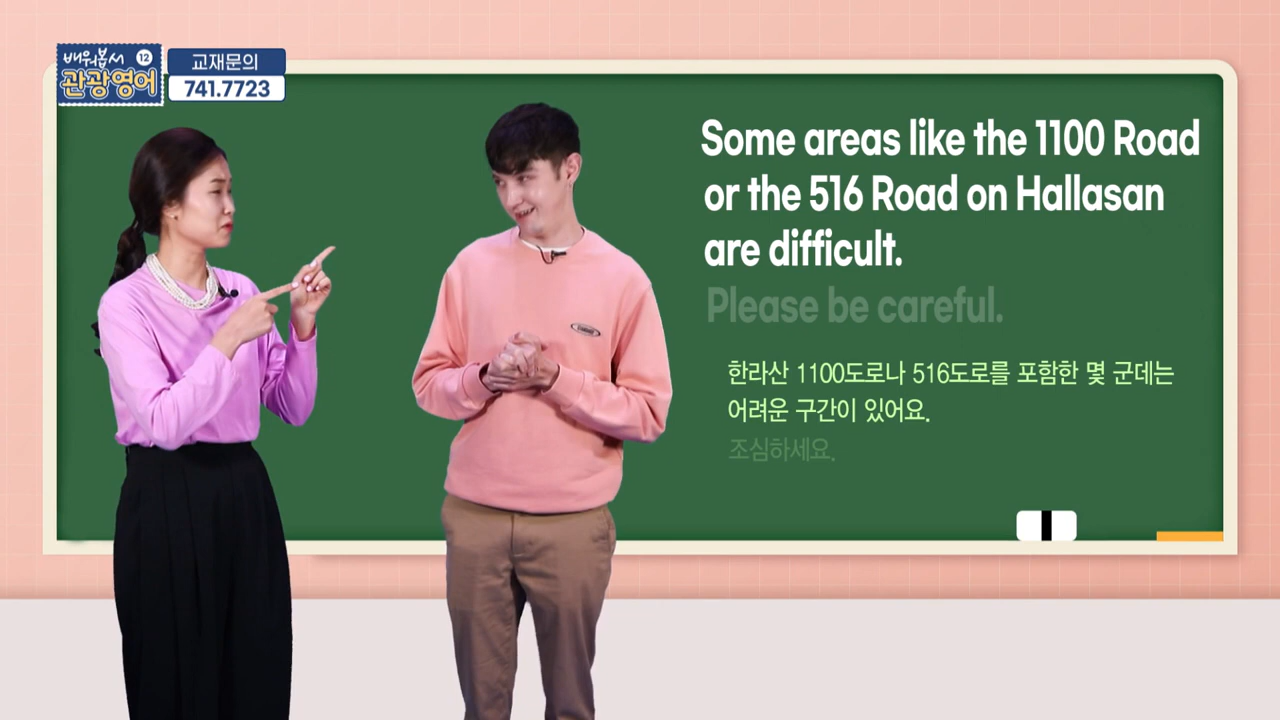 배워봅서 12
관광영어
교재문의
741.7723
Some areas like the 1100 Road
or the 516 Road on Hallasan
are difficult.
Please be careful.
한라산 1100도로나 516도로를 포함한 몇 군데는
어려운 구간이 있어요.
조심하세요.